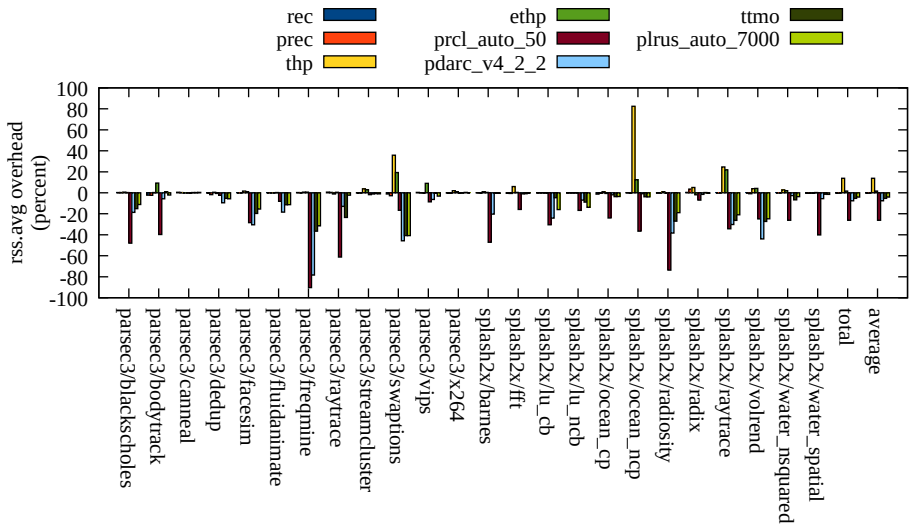 rec
prec
thp
ethp
prcl_auto_50
pdarc_v4_2_2
ttmo
plrus_auto_7000
rss.avg overhead
(percent)
100
80
60
40
20
0
-20
-40
-60
-80
-100
parsec3/blackscholes
parsec3/bodytrack
parsec3/canneal
parsec3/dedup
parsec3/facesim
parsec3/fluidanimate
parsec3/freqmine
parsec3/raytrace
parsec3/streamcluster
parsec3/swaptions
parsec3/vips
parsec3/x264
splash2x/barnes
splash2x/fft
splash2x/lu_cb
splash2x/lu_ncb
splash2x/ocean_cp
splash2x/ocean_ncp
splash2x/radiosity
splash2x/radix
splash2x/raytrace
splash2x/volrend
splash2x/water_nsquared
splash2x/water_spatial
total
average